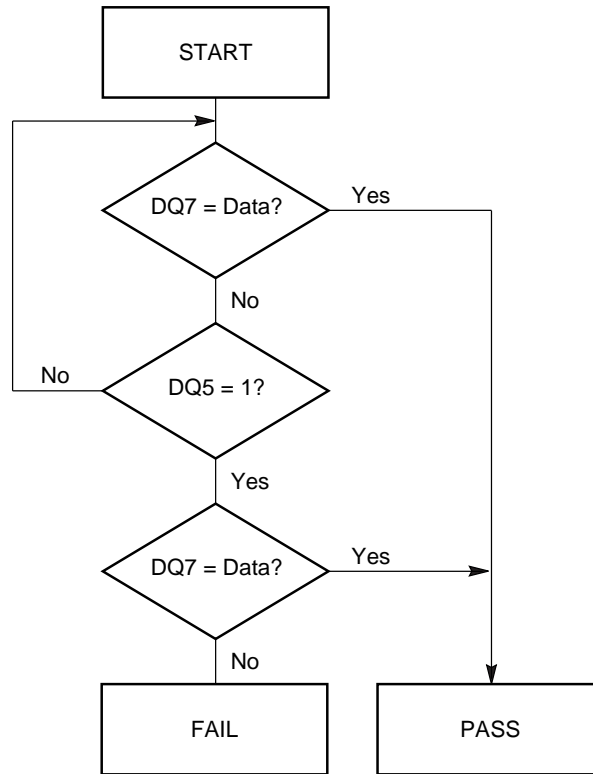 START
DQ7 = Data?
Yes
No
DQ5 = 1?
No
Yes
DQ7 = Data?
Yes
No
FAIL
PASS